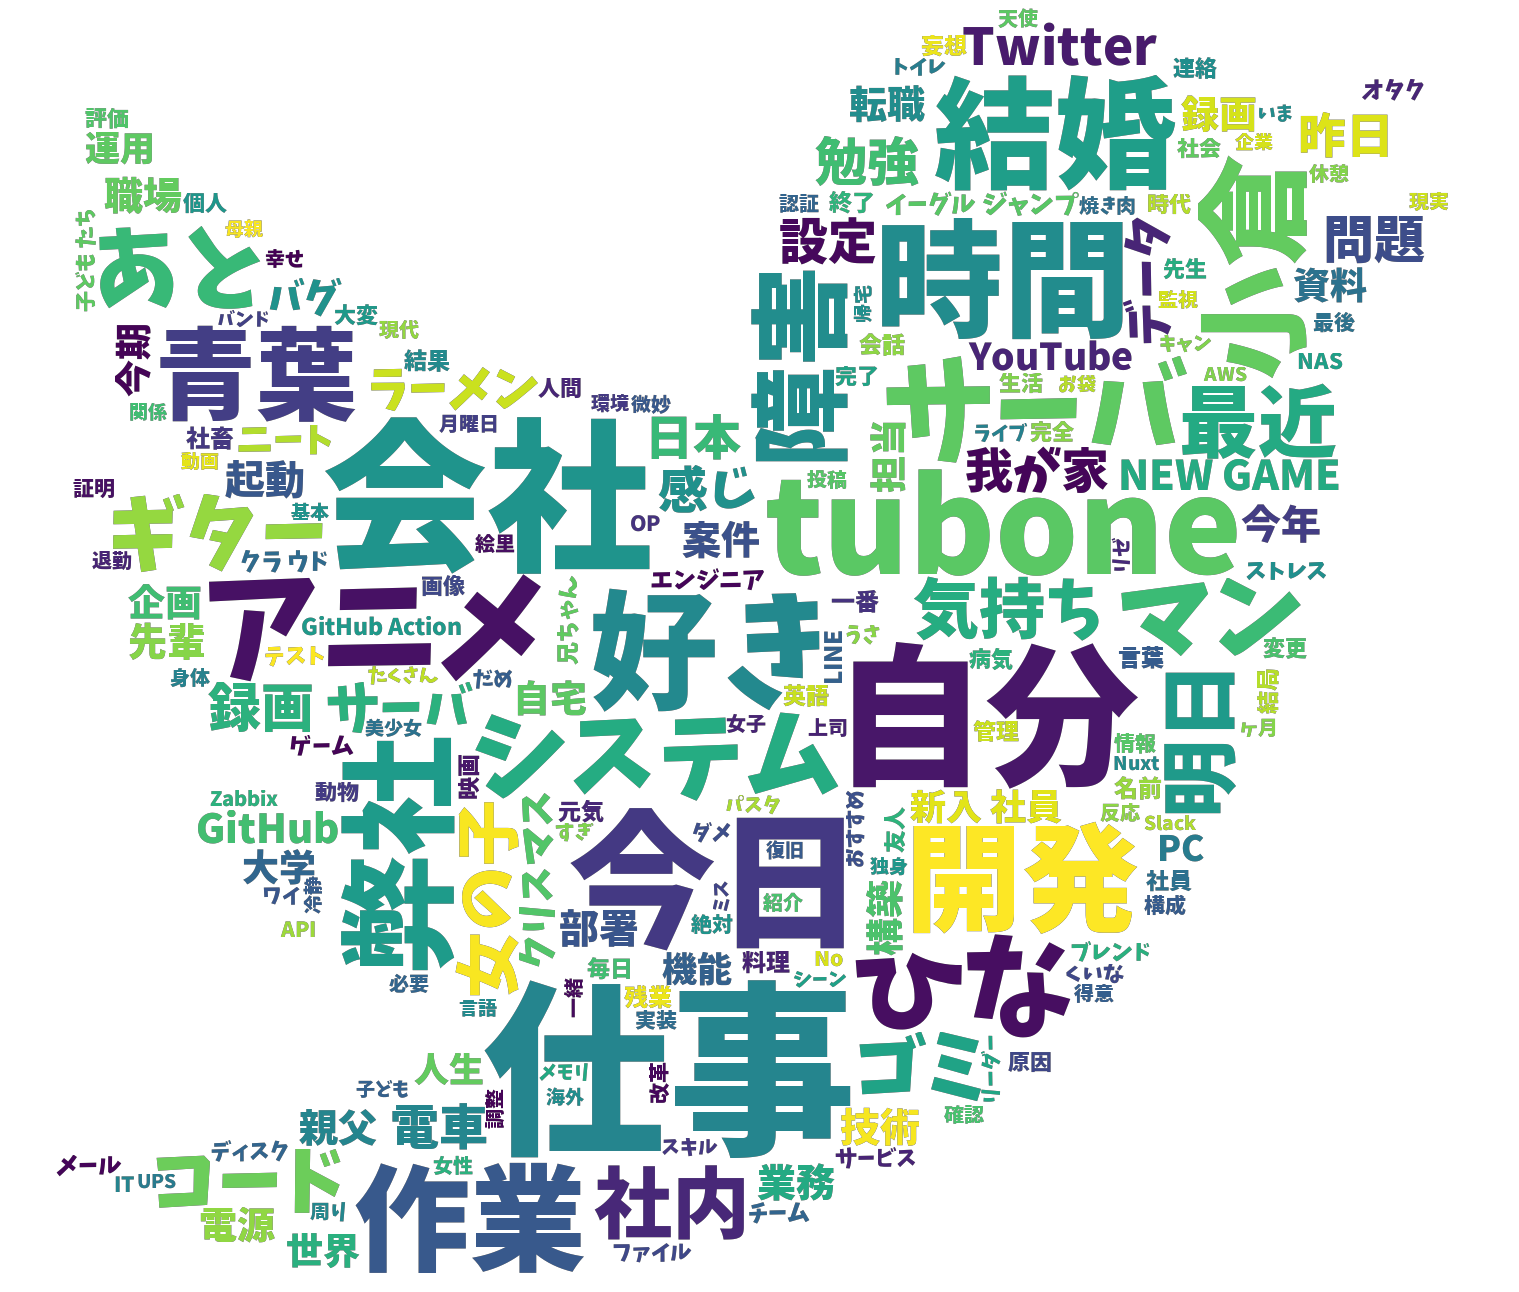 天使
妄想
Twitter
トイレ
連絡
オタク
転職
結婚
録画
いま
昨日
評価
運用
勉強
社会
企業
休憩
職場
個人
認証
終了
イーグル ジャンプ
焼き肉
時代
小倉
現実
子どもたち
あと
母親
幸せ
設定
時間
データ
問題
先生
バグ
大変
障害
帰宅
監視
資料
バンド
現代
会話
YouTube
キャン
最後
今期
青葉
結果
ラーメン
人間
完了
サーバ
生活
お袋
AWS
NAS
関係
環境
微妙
月曜日
日本
最近
社畜
ニート
動画
起動
会社
感じ
担当
ライブ
完全
我が家
NEW GAME
証明
ギター
基本
投稿
tubone
OP
案件
今年
退勤
クラウド
絵里
リゼ
アニメ
画像
エンジニア
ストレス
企画
GitHub Action
兄ちゃん
好き
一番
気持ち
マン
先輩
テスト
LINE
うさ
変更
身体
たくさん
だめ
自分
病気
言葉
録画 サーバ
自宅
英語
明日
結局
美少女
システム
女子
上司
管理
ケ月
ゲーム
弊社
映画
情報
Nuxt
Zabbix
動物
女の子
クリスマス
元気
パスタ
おすすめ
新入 社員
名前
GitHub
すぎ
今日
ダメ
友人
反応
Slack
復旧
開発
PC
大学
独身
ワイ
冷静
ミス
社員
紹介
構築
構成
API
部署
絶対
ひな
ブレンド
必要
毎日
機能
料理
No
くいな
言語
仕事
一緒
残業
シーン
得意
実装
ゴミ
リーダー
原因
人生
メモリ
子ども
調整
海外
改革
確認
親父
電車
技術
ディスク
スキル
サービス
メール
IT
UPS
コード
女性
作業
社内
業務
電源
周り
チーム
世界
ファイル